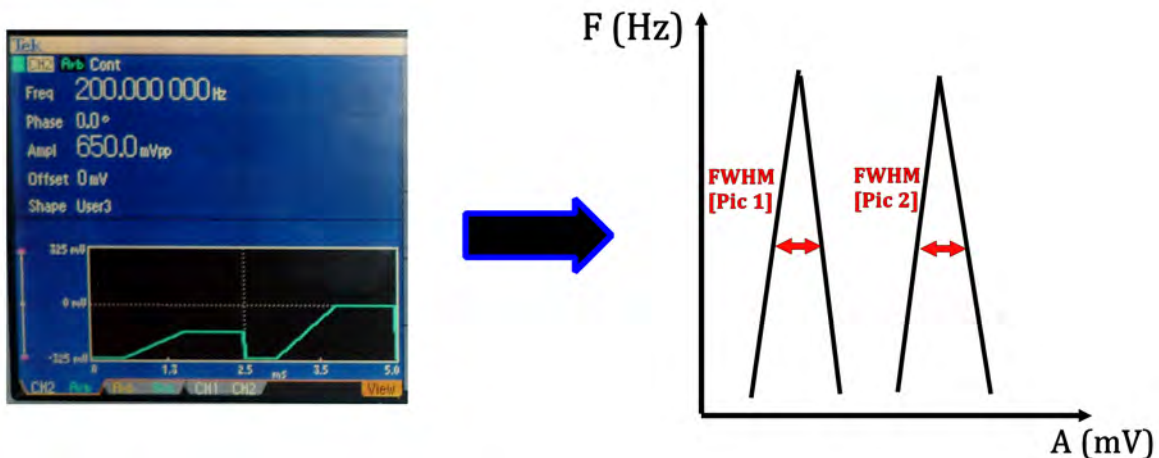 Tek
CH2 Arb Cont
Freq 200.000 000 Hz
Phase 0.0 °
Ampl 650.0 mVpp
Offset 0 mV
Shape User3
325 mV
0 mV
-325 mV
0 1.3 2.5 ms 3.5 5.0
CH2 Arb CH1 CH2 View
F (Hz)
FWHM
[Pic 1]
FWHM
[Pic 2]
A (mV)